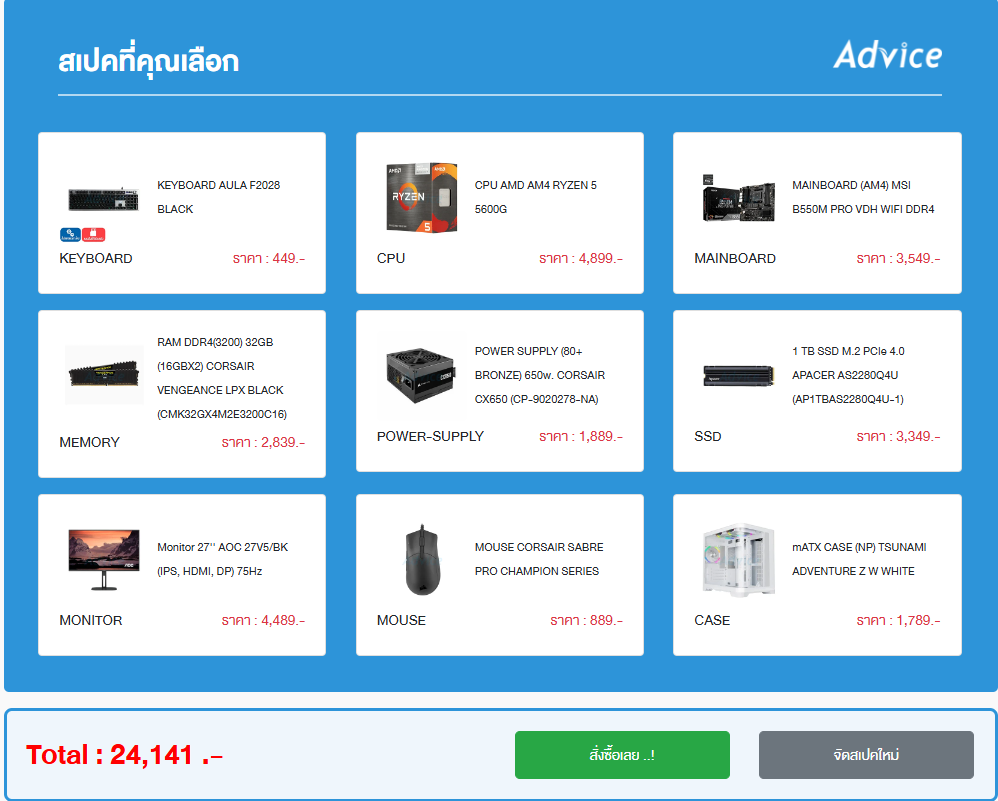 สเปคที่คุณเลือก
Advice
KEYBOARD AULA F2028
BLACK
KEYBOARD
ราคา : 449.-
CPU AMD AM4 RYZEN 5
5600G
CPU
ราคา : 4,899.-
MAINBOARD (AM4) MSI
B550M PRO VDH WIFI DDR4
MAINBOARD
ราคา : 3,549.-
RAM DDR4(3200) 32GB
(16GBX2) CORSAIR
VENGEANCE LPX BLACK
(CMK32GX4M2E3200C16)
MEMORY
ราคา : 2,839.-
POWER SUPPLY (80+
BRONZE) 650w. CORSAIR
CX650 (CP-9020278-NA)
POWER-SUPPLY
ราคา : 1,889.-
1 TB SSD M.2 PCIe 4.0
APACER AS2280Q4U
(AP1TBAS2280Q4U-1)
SSD
ราคา : 3,349.-
Monitor 27'' AOC 27V5/BK
(IPS, HDMI, DP) 75Hz
MONITOR
ราคา : 4,489.-
MOUSE CORSAIR SABRE
PRO CHAMPION SERIES
MOUSE
ราคา : 889.-
mATX CASE (NP) TSUNAMI
ADVENTURE Z W WHITE
CASE
ราคา : 1,789.-
Total : 24,141 .-
สั่งซื้อเลย ..!
จัดสเปคใหม่
AMD
RYZEN
5
AOC